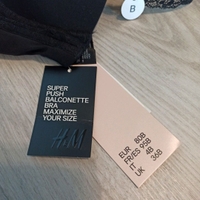 B
SUPER
PUSH
BALCONETTE
BRA
MAXIMIZE
YOUR SIZE
H&M
EUR 80B
FR/ES 95B
IT 4B
UK 36B